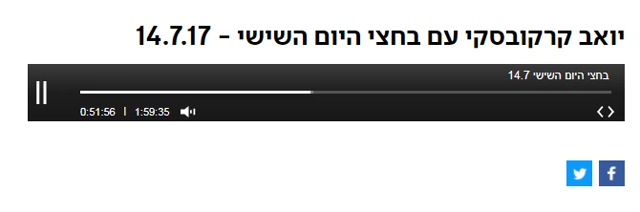 יואב קרקובסקי עם בחצי היום השישי - 14.7.17
בחצי היום השישי 14.7
0:51:56 | 1:59:35